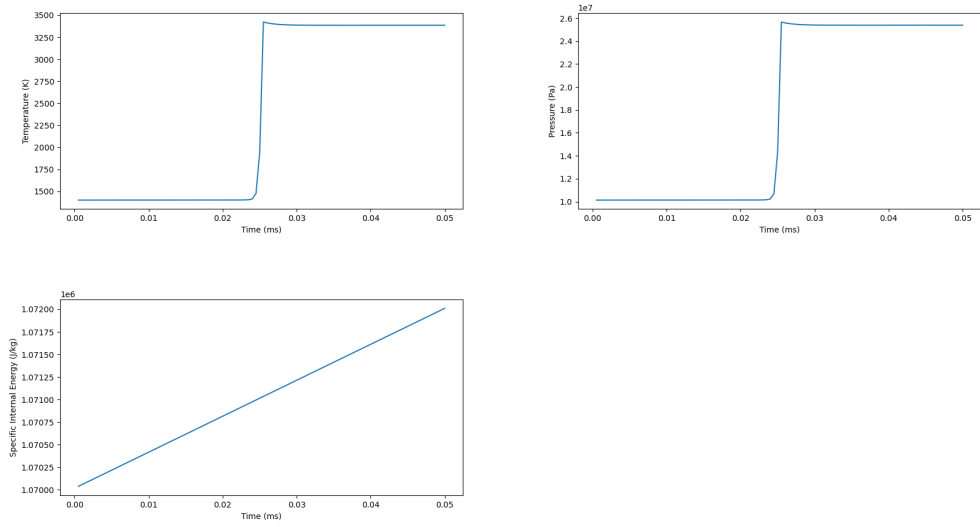 3500
3250
3000
2750
2500
2250
2000
1750
1500
Temperature (K)
0.00 0.01 0.02 0.03 0.04 0.05
Time (ms)
1e7
2.6
2.4
2.2
2.0
1.8
1.6
1.4
1.2
1.0
Pressure (Pa)
0.00 0.01 0.02 0.03 0.04 0.05
Time (ms)
1e6
1.07200
1.07175
1.07150
1.07125
1.07100
1.07075
1.07050
1.07025
1.07000
Specific Internal Energy (J/kg)
0.00 0.01 0.02 0.03 0.04 0.05
Time (ms)